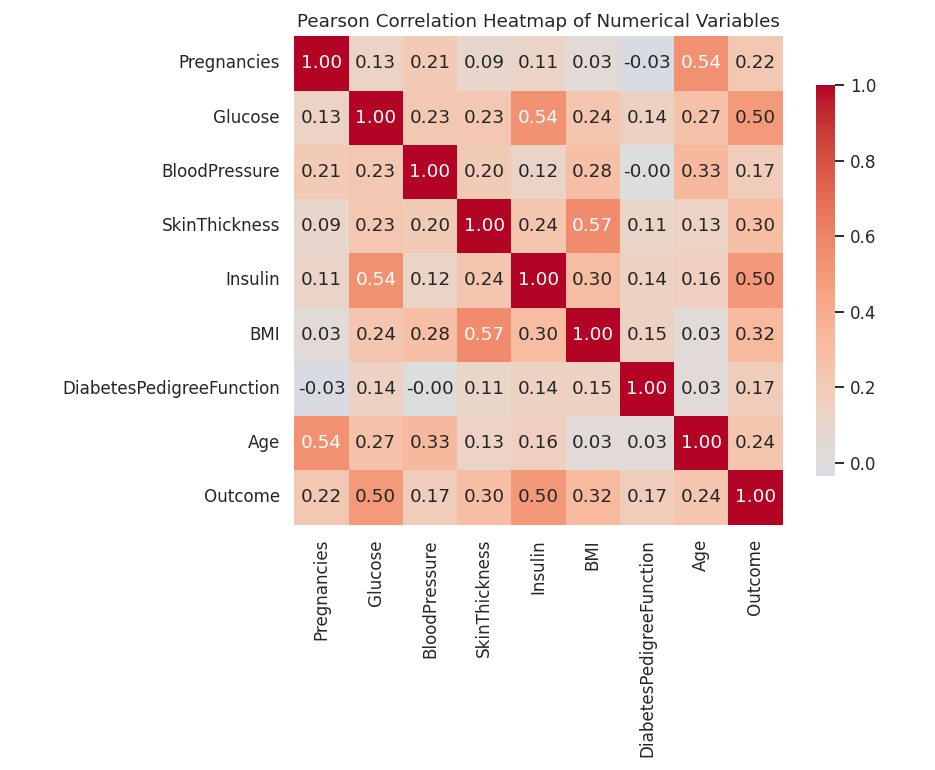 Pearson Correlation Heatmap of Numerical Variables
Pregnancies 1.00 0.13 0.21 0.09 0.11 0.03 -0.03 0.54 0.22
Glucose 0.13 1.00 0.23 0.23 0.54 0.24 0.14 0.27 0.50
BloodPressure 0.21 0.23 1.00 0.20 0.12 0.28 -0.00 0.33 0.17
SkinThickness 0.09 0.23 0.20 1.00 0.24 0.57 0.11 0.13 0.30
Insulin 0.11 0.54 0.12 0.24 1.00 0.30 0.14 0.16 0.50
BMI 0.03 0.24 0.28 0.57 0.30 1.00 0.15 0.03 0.32
DiabetesPedigreeFunction -0.03 0.14 -0.00 0.11 0.14 0.15 1.00 0.03 0.17
Age 0.54 0.27 0.33 0.13 0.16 0.03 0.03 1.00 0.24
Outcome 0.22 0.50 0.17 0.30 0.50 0.32 0.17 0.24 1.00
Pregnancies
Glucose
BloodPressure
SkinThickness
Insulin
BMI
DiabetesPedigreeFunction
Age
Outcome
1.0
0.8
0.6
0.4
0.2
0.0